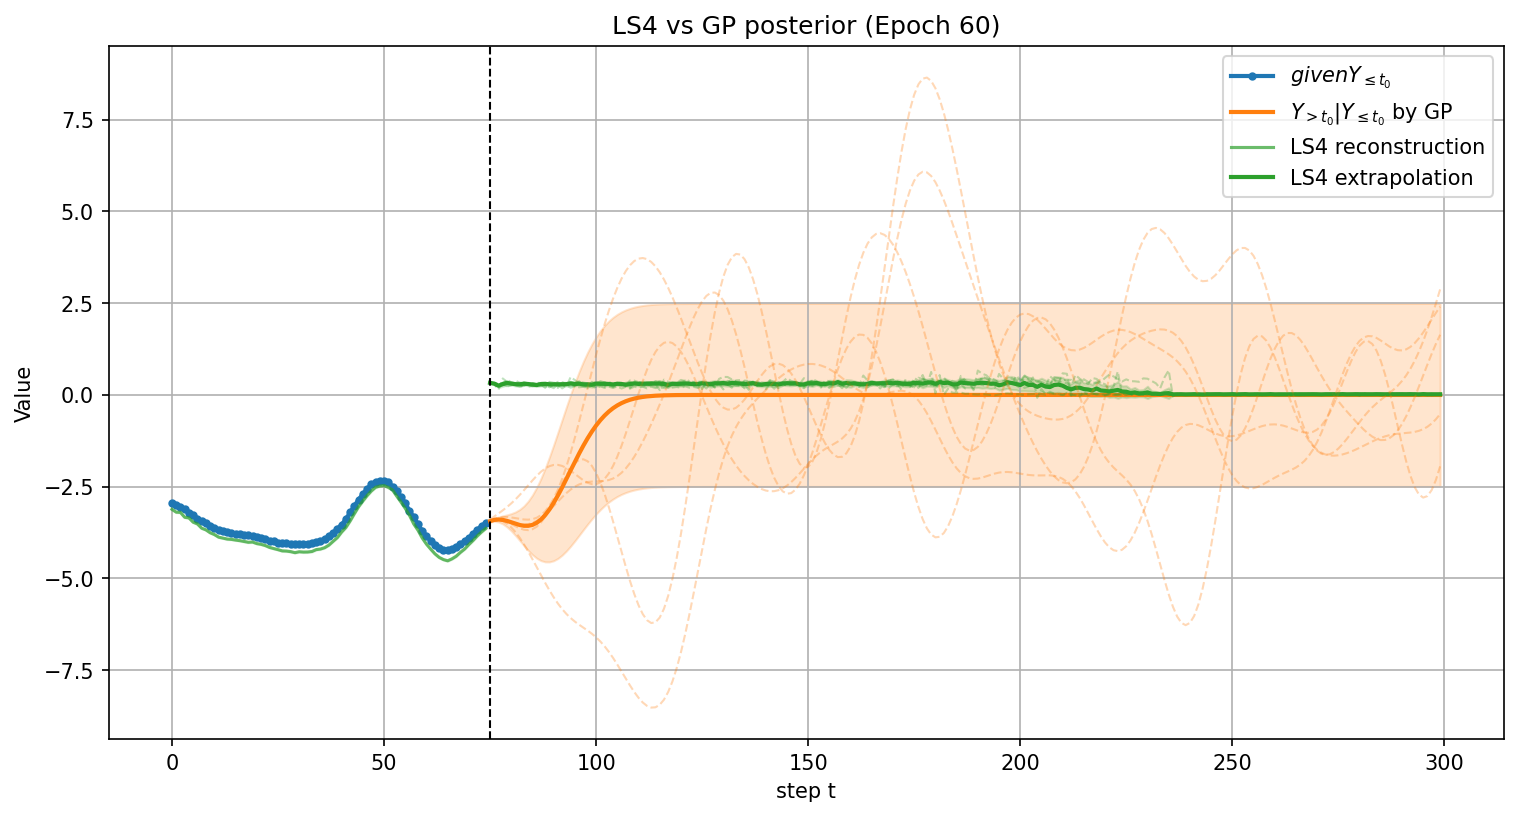 LS4 vs GP posterior (Epoch 60)
givenY≤t₀
Y>t₀|Y≤t₀ by GP
LS4 reconstruction
LS4 extrapolation
Value
7.5
5.0
2.5
0.0
−2.5
−5.0
−7.5
0 50 100 150 200 250 300
step t